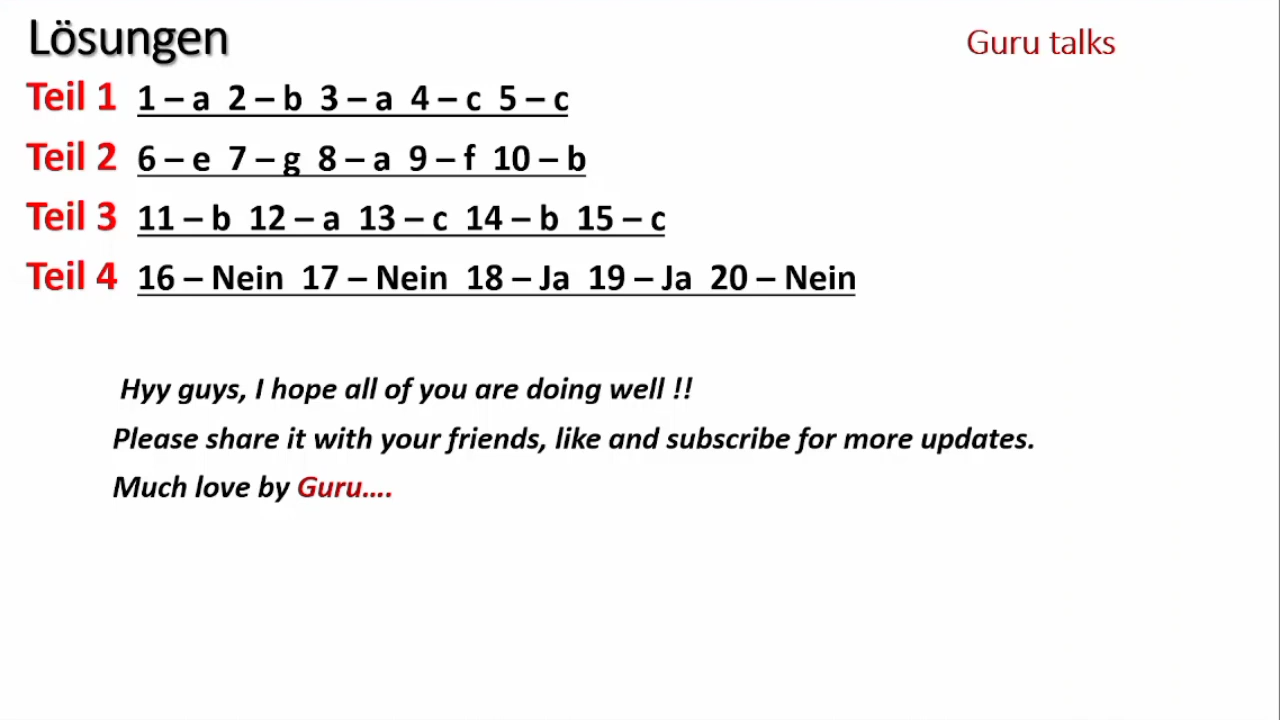 Lösungen
Guru talks
Teil 1 1 – a 2 – b 3 – a 4 – c 5 – c
Teil 2 6 – e 7 – g 8 – a 9 – f 10 – b
Teil 3 11 – b 12 – a 13 – c 14 – b 15 – c
Teil 4 16 – Nein 17 – Nein 18 – Ja 19 – Ja 20 – Nein
Hyy guys, I hope all of you are doing well !!
Please share it with your friends, like and subscribe for more updates.
Much love by Guru....